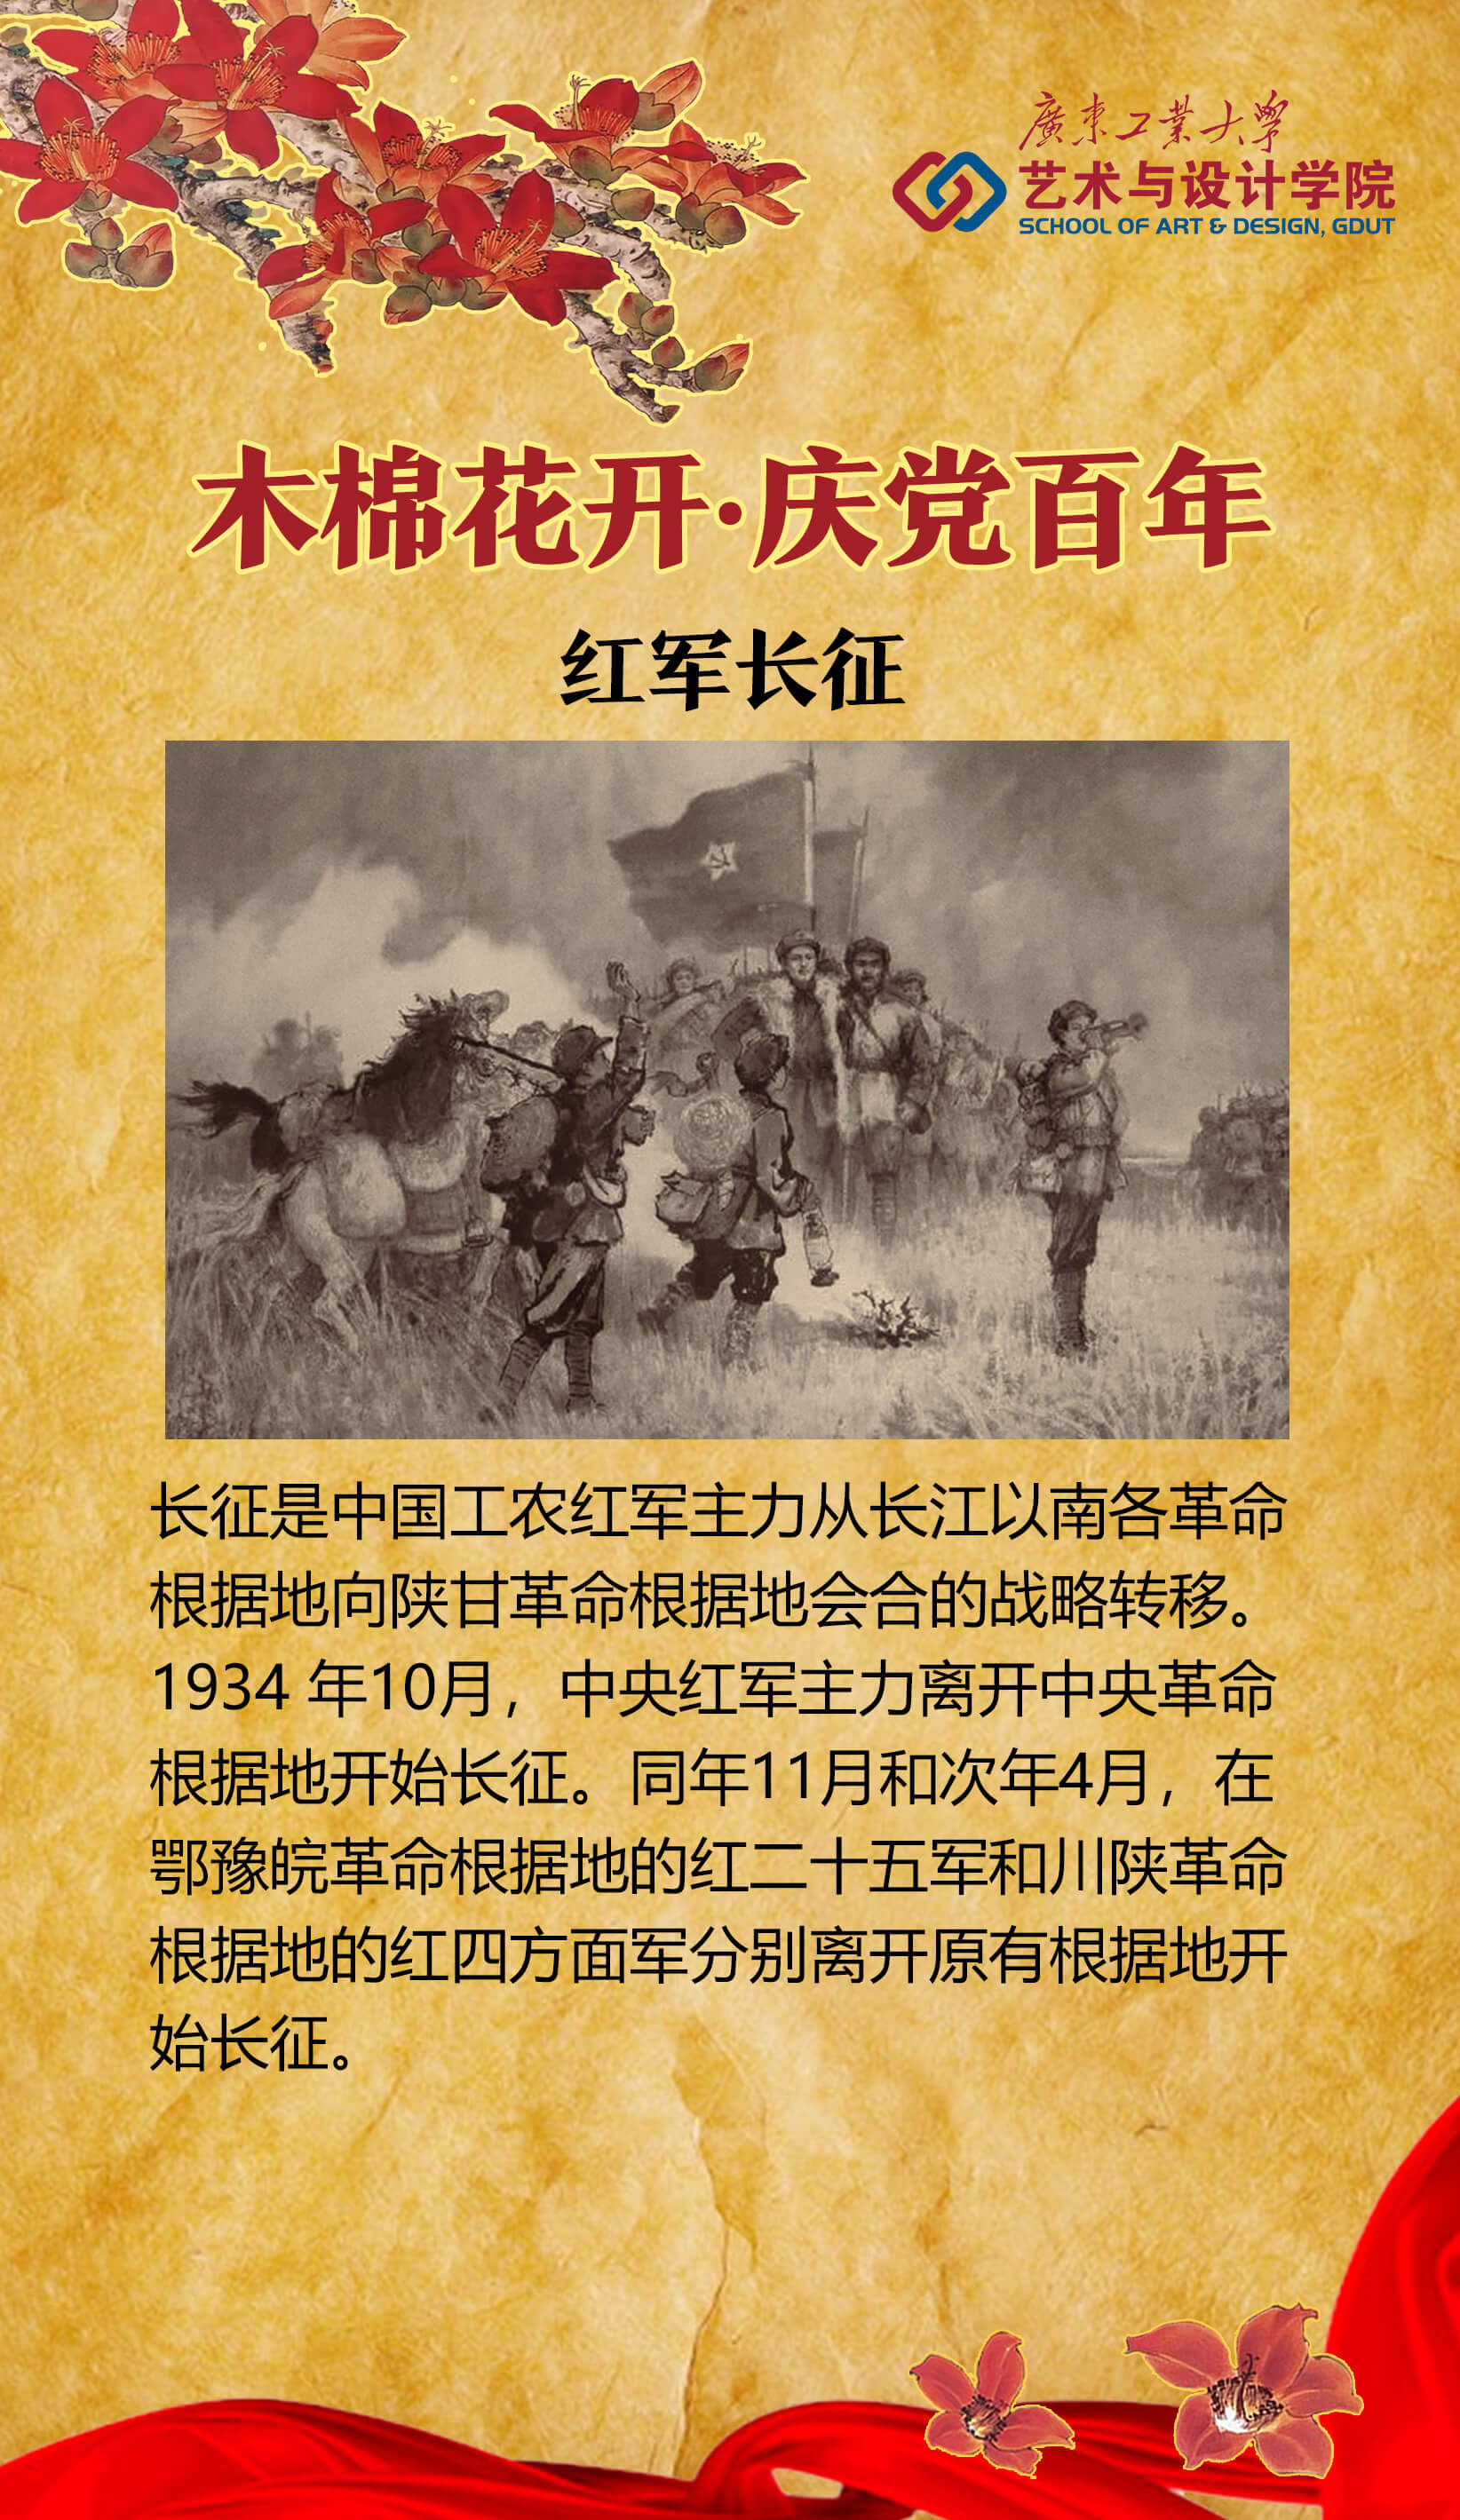 廣東工業大學
艺术与设计学院
SCHOOL OF ART & DESIGN, GDUT
木棉花开·庆党百年
红军长征
长征是中国工农红军主力从长江以南各革命
根据地向陕甘革命根据地会合的战略转移。
1934 年10月，中央红军主力离开中央革命
根据地开始长征。同年11月和次年4月，在
鄂豫皖革命根据地的红二十五军和川陕革命
根据地的红四方面军分别离开原有根据地开
始长征。